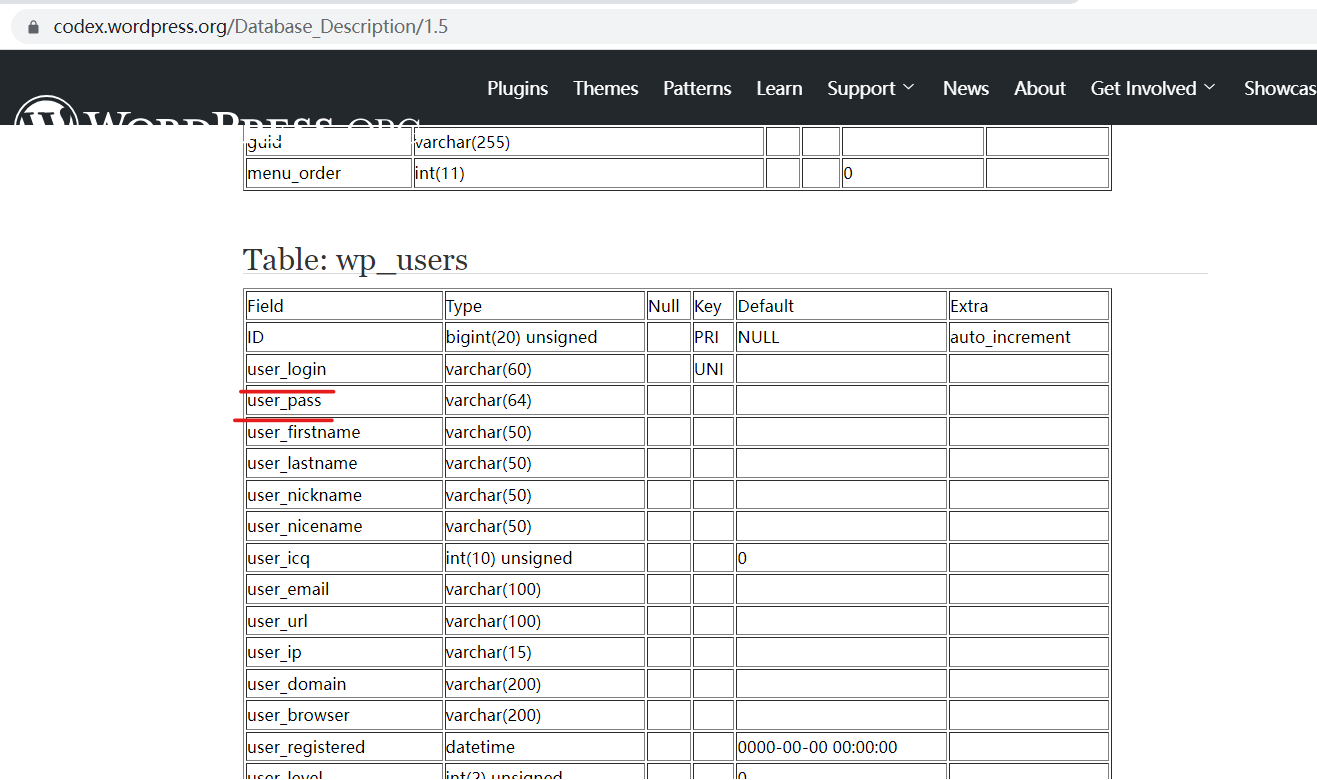 codex.wordpress.org/Database_Description/1.5
Plugins Themes Patterns Learn Support News About Get Involved Showcas
WORDPRESS.ORG
guid varchar(255)
menu_order int(11) 0
Table: wp_users
Field Type Null Key Default Extra
ID bigint(20) unsigned PRI NULL auto_increment
user_login varchar(60) UNI
user_pass varchar(64)
user_firstname varchar(50)
user_lastname varchar(50)
user_nickname varchar(50)
user_nicename varchar(50)
user_icq int(10) unsigned 0
user_email varchar(100)
user_url varchar(100)
user_ip varchar(15)
user_domain varchar(200)
user_browser varchar(200)
user_registered datetime 0000-00-00 00:00:00
user_level int(2) unsigned 0